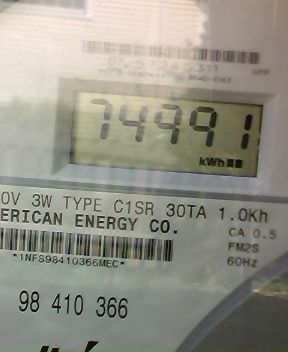 74991
kWh
0V 3W TYPE C1SR 30TA 1.0Kh
ERICAN ENERGY CO.
CA 0.5
FM2S
*1NFS98410366MEC*
60Hz
98 410 366